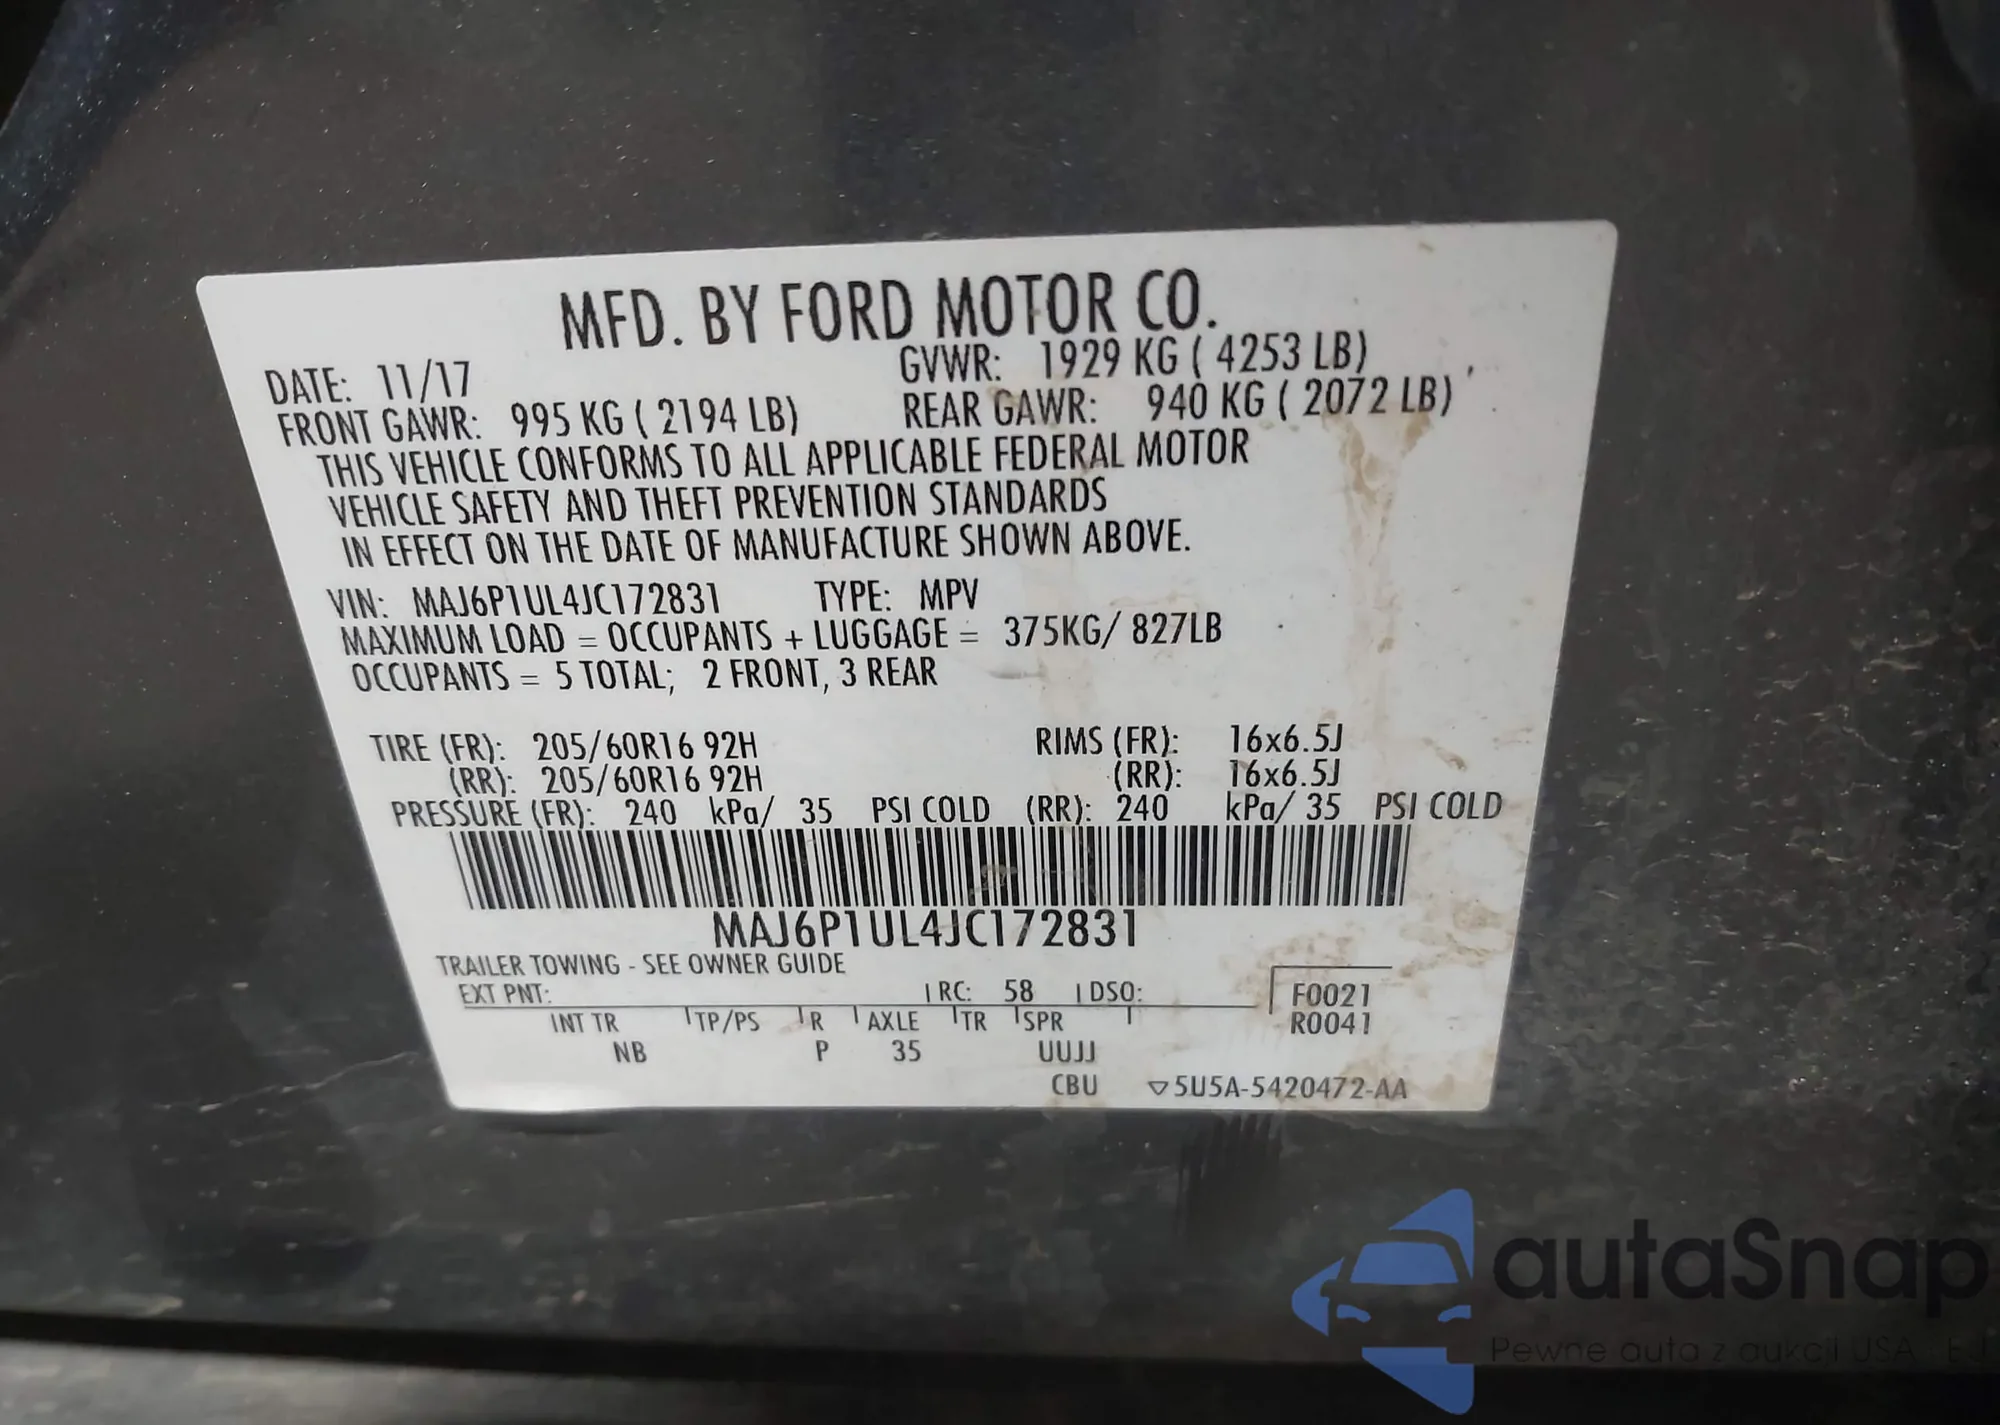 MFD. BY FORD MOTOR CO.
DATE: 11/17 GVWR: 1929 KG ( 4253 LB)
FRONT GAWR: 995 KG ( 2194 LB) REAR GAWR: 940 KG ( 2072 LB)
THIS VEHICLE CONFORMS TO ALL APPLICABLE FEDERAL MOTOR
VEHICLE SAFETY AND THEFT PREVENTION STANDARDS
IN EFFECT ON THE DATE OF MANUFACTURE SHOWN ABOVE.
VIN: MAJ6P1UL4JC172831 TYPE: MPV
MAXIMUM LOAD = OCCUPANTS + LUGGAGE = 375KG/ 827LB
OCCUPANTS = 5 TOTAL; 2 FRONT, 3 REAR
TIRE (FR): 205/60R16 92H RIMS (FR): 16x6.5J
(RR): 205/60R16 92H (RR): 16x6.5J
PRESSURE (FR): 240 kPa/ 35 PSI COLD (RR): 240 kPa/ 35 PSI COLD
MAJ6P1UL4JC172831
TRAILER TOWING - SEE OWNER GUIDE
EXT PNT: RC: 58 DSO: F0021
INT TR TP/PS R AXLE TR SPR R0041
NB P 35 UUJJ
CBU ▽5U5A-5420472-AA
autaSnap
Pewne auta z aukcji USA i EU